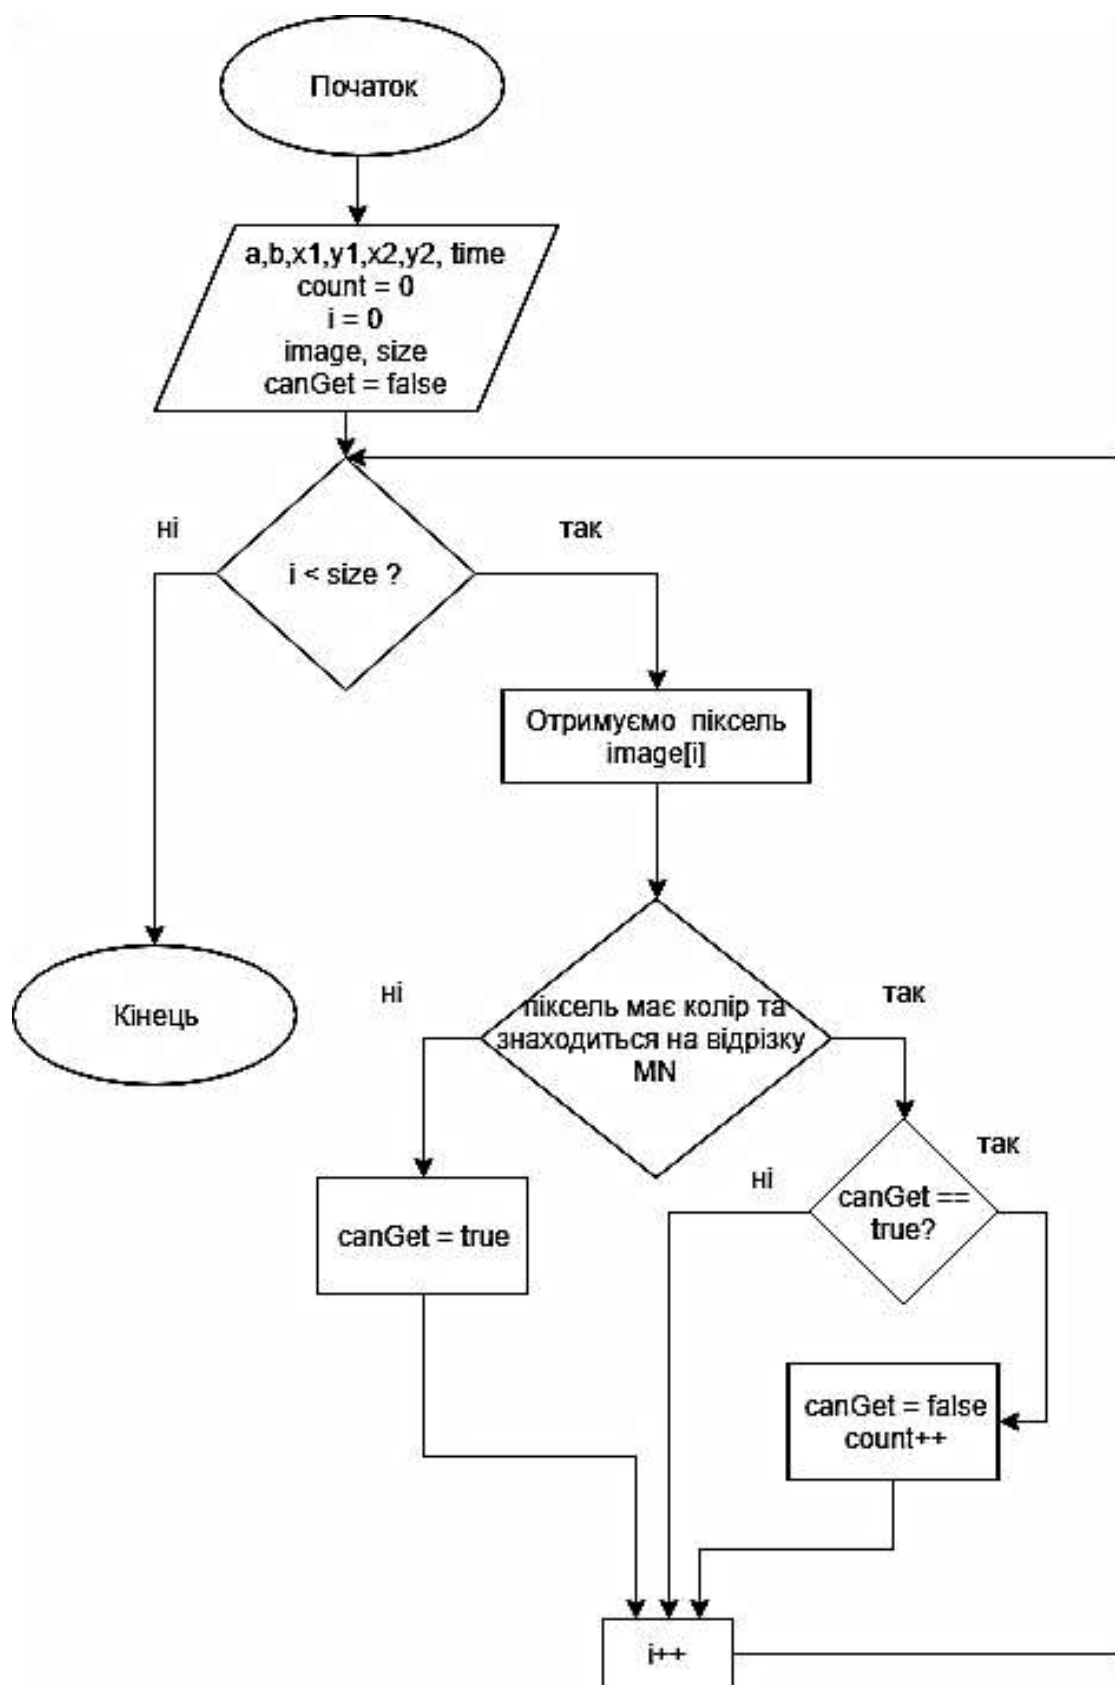 Початок
a,b,x1,y1,x2,y2, time
count = 0
i = 0
image, size
canGet = false
ні
так
i < size ?
Отримуємо піксель
image[i]
Кінець
ні
так
піксель має колір та
знаходиться на відрізку
MN
ні
так
canGet ==
true?
canGet = true
canGet = false
count++
i++